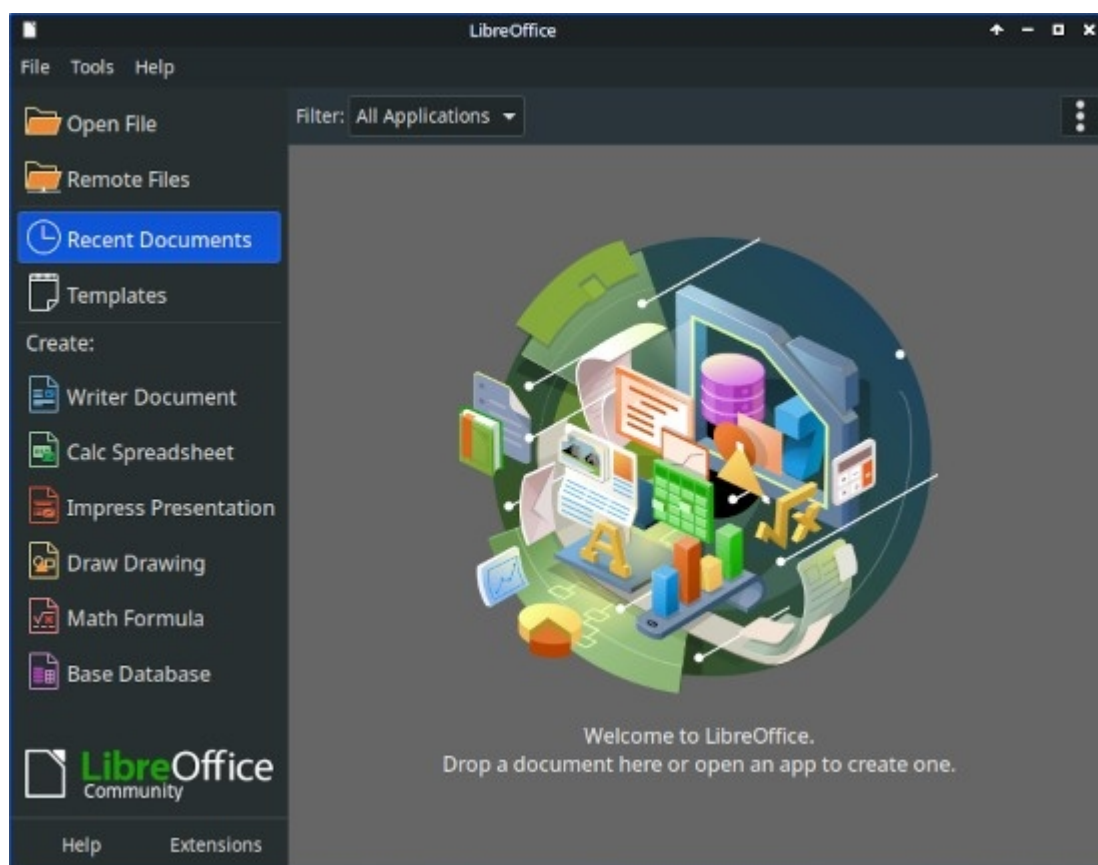 LibreOffice
File Tools Help
Open File
Remote Files
Recent Documents
Templates
Create:
Writer Document
Calc Spreadsheet
Impress Presentation
Draw Drawing
Math Formula
Base Database
LibreOffice
Community
Help Extensions
Filter: All Applications
A
Welcome to LibreOffice.
Drop a document here or open an app to create one.